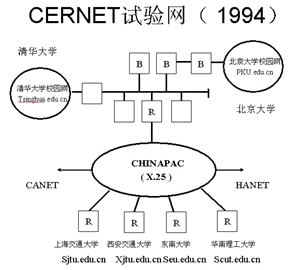 CERNET试验网（ 1994）
清华大学
B
B
B
北京大学校园网
PKU.edu.cn
清华大学校园网
Tsinghua.edu.cn
R
北京大学
CHINAPAC
（X.25）
CANET
HANET
R
R
R
R
上海交通大学 西安交通大学 东南大学 华南理工大学
Sjtu.edu.cn Xjtu.edu.cn Seu.edu.cn Scut.edu.cn